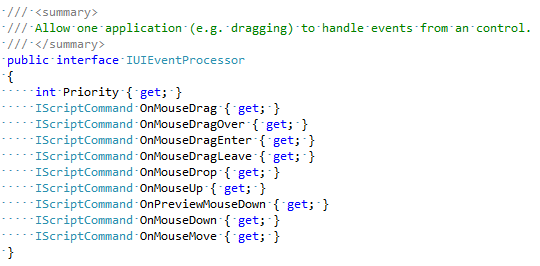 /// <summary>
/// Allow one application (e.g. dragging) to handle events from an control.
/// </summary>
public interface IUIEventProcessor
{
int Priority { get; }
IScriptCommand OnMouseDrag { get; }
IScriptCommand OnMouseDragOver { get; }
IScriptCommand OnMouseDragEnter { get; }
IScriptCommand OnMouseDragLeave { get; }
IScriptCommand OnMouseDrop { get; }
IScriptCommand OnMouseUp { get; }
IScriptCommand OnPreviewMouseDown { get; }
IScriptCommand OnMouseDown { get; }
IScriptCommand OnMouseMove { get; }
}